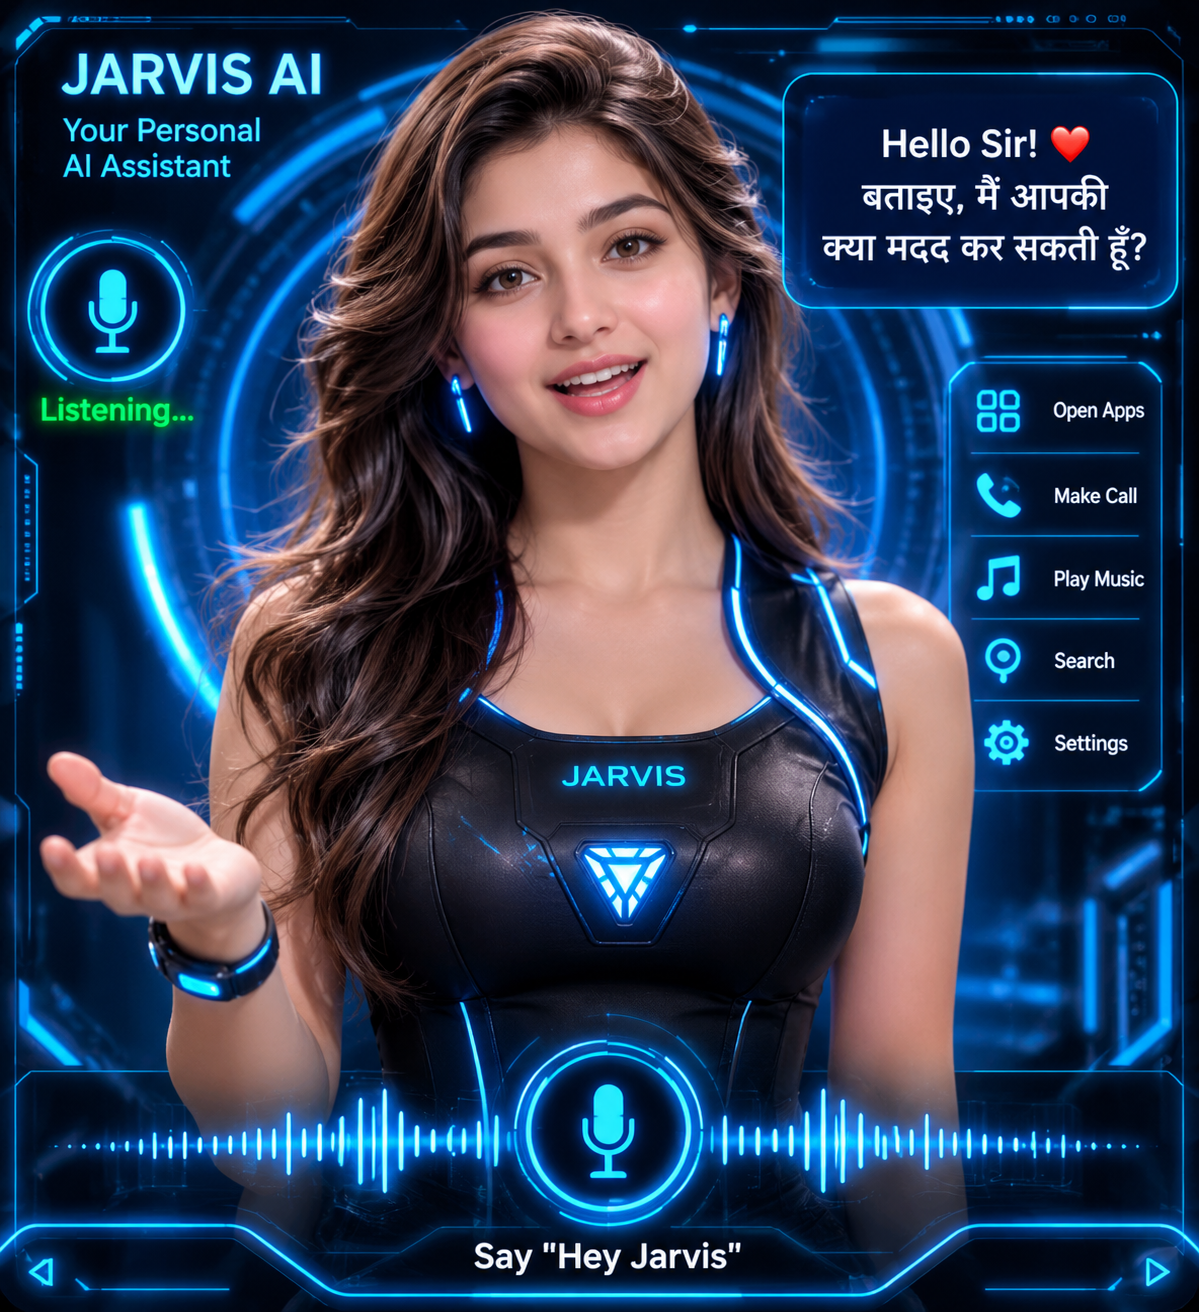 JARVIS AI
Your Personal
AI Assistant
Hello Sir! ❤️
बताइए, मैं आपकी
क्या मदद कर सकती हूँ?
Listening...
Open Apps
Make Call
Play Music
Search
Settings
JARVIS
Say "Hey Jarvis"